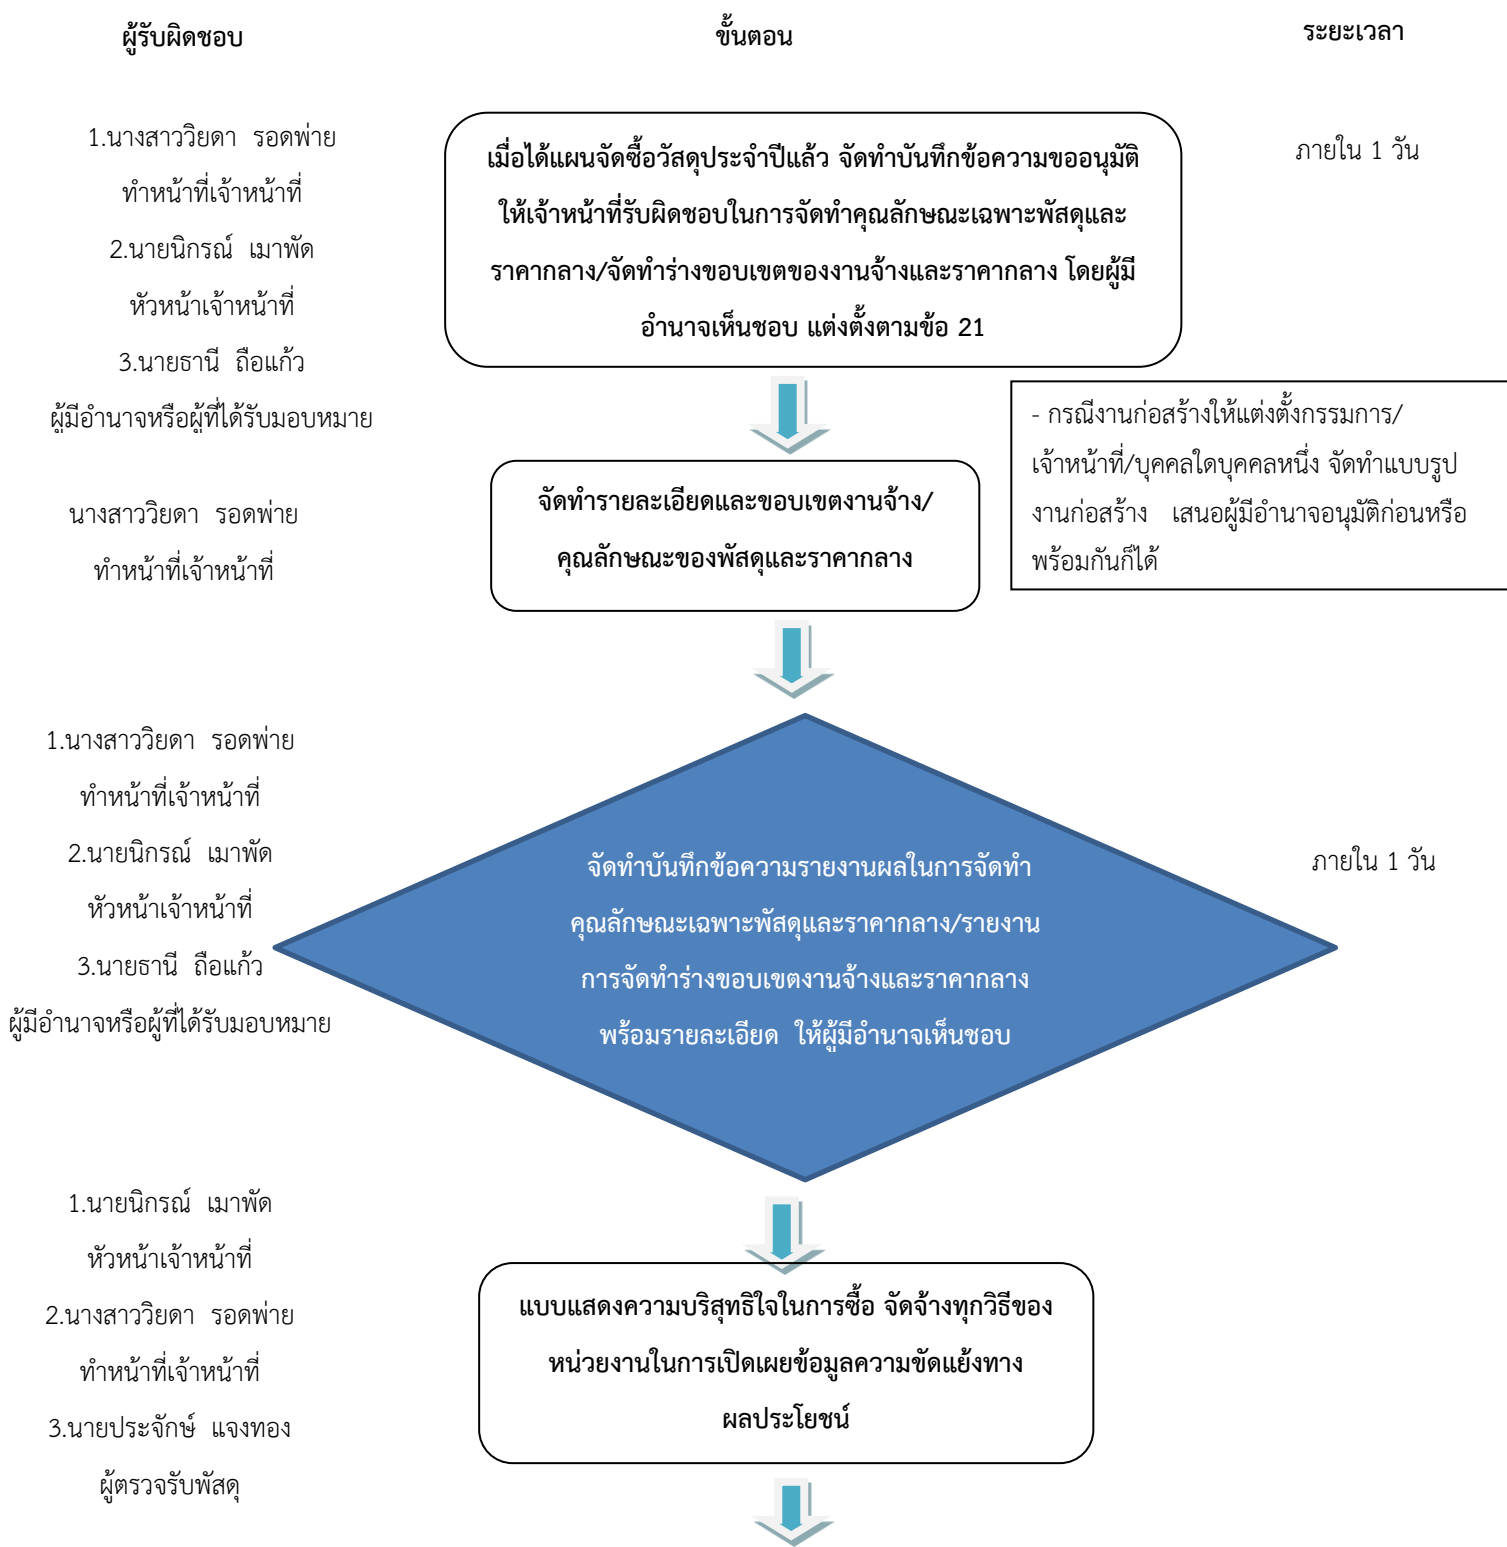 ผู้รับผิดชอบ
ขั้นตอน
ระยะเวลา
1.นางสาววิยดา รอดพ่าย
ทำหน้าที่เจ้าหน้าที่
2.นายนิกรณ์ เมาพัด
หัวหน้าเจ้าหน้าที่
3.นายธานี ถือแก้ว
ผู้มีอำนาจหรือผู้ที่ได้รับมอบหมาย
เมื่อได้แผนจัดซื้อวัสดุประจำปีแล้ว จัดทำบันทึกข้อความขออนุมัติ
ให้เจ้าหน้าที่รับผิดชอบในการจัดทำคุณลักษณะเฉพาะพัสดุและ
ราคากลาง/จัดทำร่างขอบเขตของงานจ้างและราคากลาง โดยผู้มี
อำนาจเห็นชอบ แต่งตั้งตามข้อ 21
ภายใน 1 วัน
- กรณีงานก่อสร้างให้แต่งตั้งกรรมการ/
เจ้าหน้าที่/บุคคลใดบุคคลหนึ่ง จัดทำแบบรูป
งานก่อสร้าง เสนอผู้มีอำนาจอนุมัติก่อนหรือ
พร้อมกันก็ได้
นางสาววิยดา รอดพ่าย
ทำหน้าที่เจ้าหน้าที่
จัดทำรายละเอียดและขอบเขตงานจ้าง/
คุณลักษณะของพัสดุและราคากลาง
1.นางสาววิยดา รอดพ่าย
ทำหน้าที่เจ้าหน้าที่
2.นายนิกรณ์ เมาพัด
หัวหน้าเจ้าหน้าที่
3.นายธานี ถือแก้ว
ผู้มีอำนาจหรือผู้ที่ได้รับมอบหมาย
จัดทำบันทึกข้อความรายงานผลในการจัดทำ
คุณลักษณะเฉพาะพัสดุและราคากลาง/รายงาน
การจัดทำร่างขอบเขตงานจ้างและราคากลาง
พร้อมรายละเอียด ให้ผู้มีอำนาจเห็นชอบ
ภายใน 1 วัน
1.นายนิกรณ์ เมาพัด
หัวหน้าเจ้าหน้าที่
2.นางสาววิยดา รอดพ่าย
ทำหน้าที่เจ้าหน้าที่
3.นายประจักษ์ แจงทอง
ผู้ตรวจรับพัสดุ
แบบแสดงความบริสุทธิใจในการซื้อ จัดจ้างทุกวิธีของ
หน่วยงานในการเปิดเผยข้อมูลความขัดแย้งทาง
ผลประโยชน์